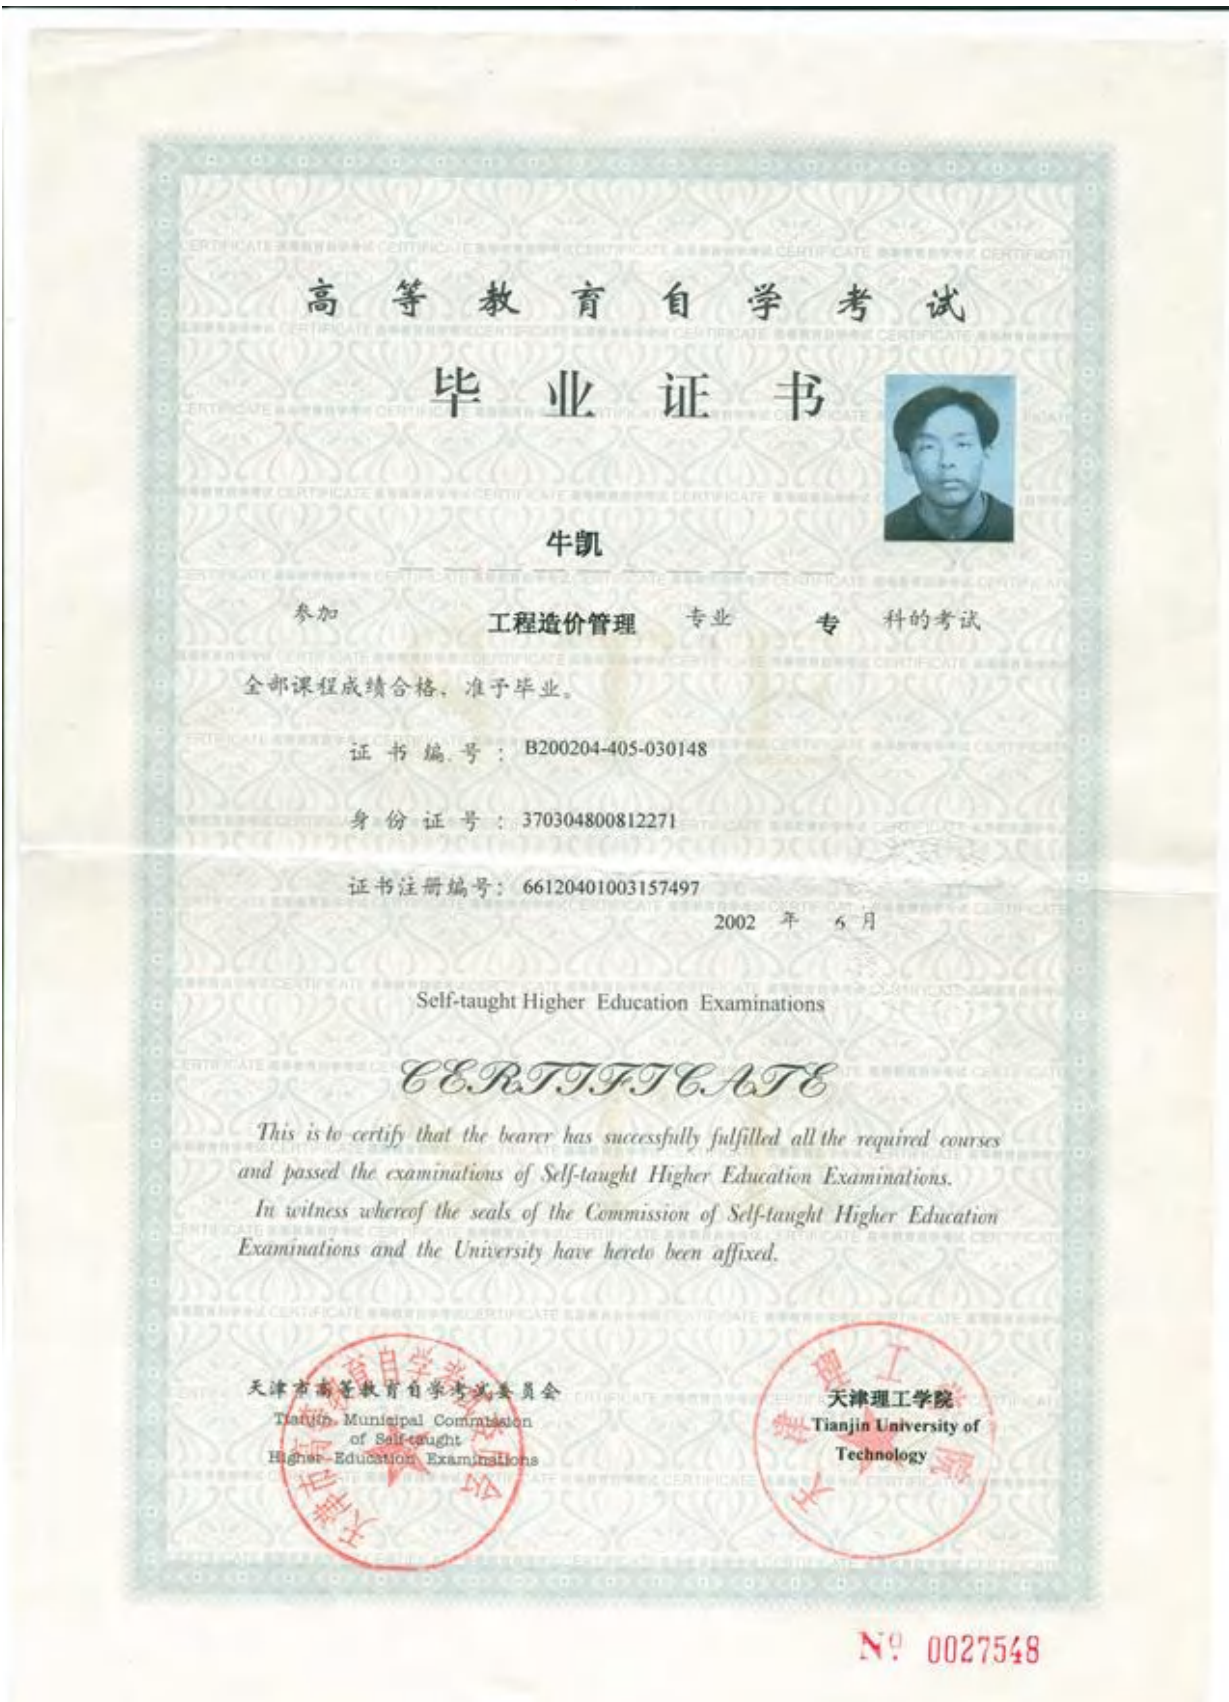 高等教育自学考试
毕业证书
牛凯
参加 工程造价管理 专业 专 科的考试
全部课程成绩合格、准予毕业。
证书编号: B200204-405-030148
身份证号: 370304800812271
证书注册编号: 66120401003157497
2002 年 6 月
Self-taught Higher Education Examinations
CERTIFICATE
This is to certify that the bearer has successfully fulfilled all the required courses
and passed the examinations of Self-taught Higher Education Examinations.
In witness whereof the seals of the Commission of Self-taught Higher Education
Examinations and the University have hereto been affixed.
天津市高等教育自学考试委员会
Tianjin Municipal Commission
of Self-taught
Higher Education Examinations
天津理工学院
Tianjin University of
Technology
Nº 0027548